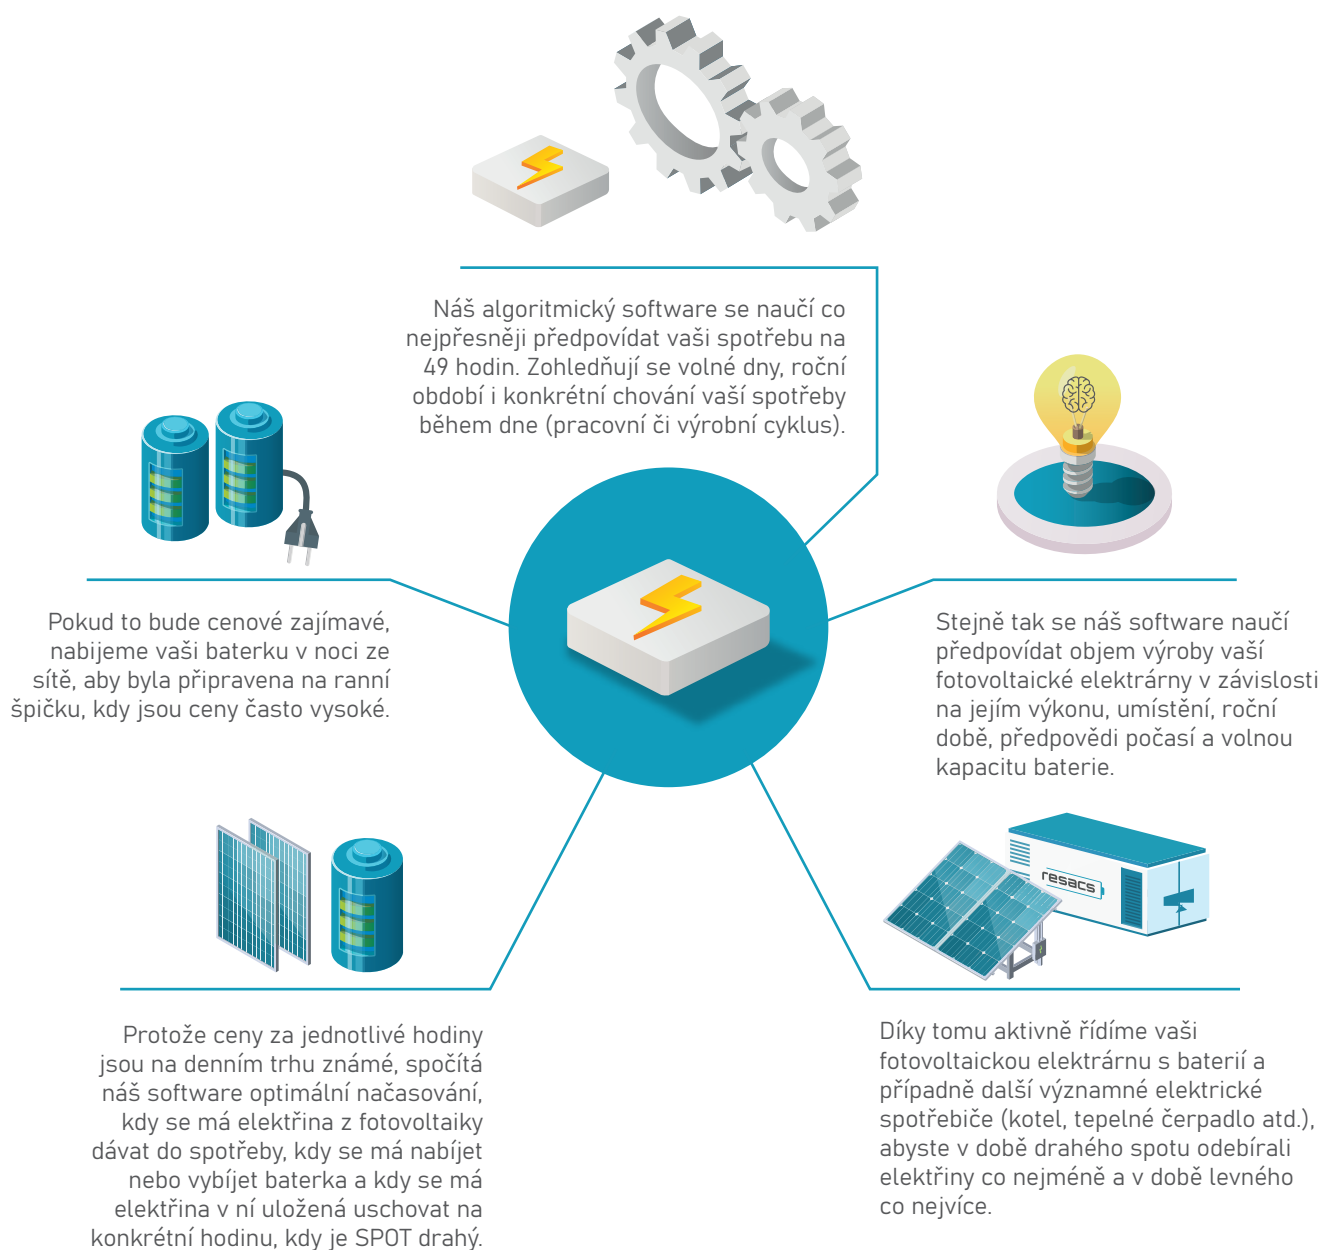 Náš algoritmický software se naučí co
nejpřesněji předpovídat vaši spotřebu na
49 hodin. Zohledňují se volné dny, roční
období i konkrétní chování vaší spotřeby
během dne (pracovní či výrobní cyklus).
Pokud to bude cenové zajímavé,
nabijeme vaši baterku v noci ze
sítě, aby byla připravena na ranní
špičku, kdy jsou ceny často vysoké.
Stejně tak se náš software naučí
předpovídat objem výroby vaší
fotovoltaické elektrárny v závislosti
na jejím výkonu, umístění, roční
době, předpovědi počasí a volnou
kapacitu baterie.
resacs
Protože ceny za jednotlivé hodiny
jsou na denním trhu známé, spočítá
náš software optimální načasování,
kdy se má elektřina z fotovoltaiky
dávat do spotřeby, kdy se má nabíjet
nebo vybíjet baterka a kdy se má
elektřina v ní uložená uschovat na
konkrétní hodinu, kdy je SPOT drahý.
Díky tomu aktivně řídíme vaši
fotovoltaickou elektrárnu s baterií a
případně další významné elektrické
spotřebiče (kotel, tepelné čerpadlo atd.),
abyste v době drahého spotu odebírali
elektřiny co nejméně a v době levného
co nejvíce.